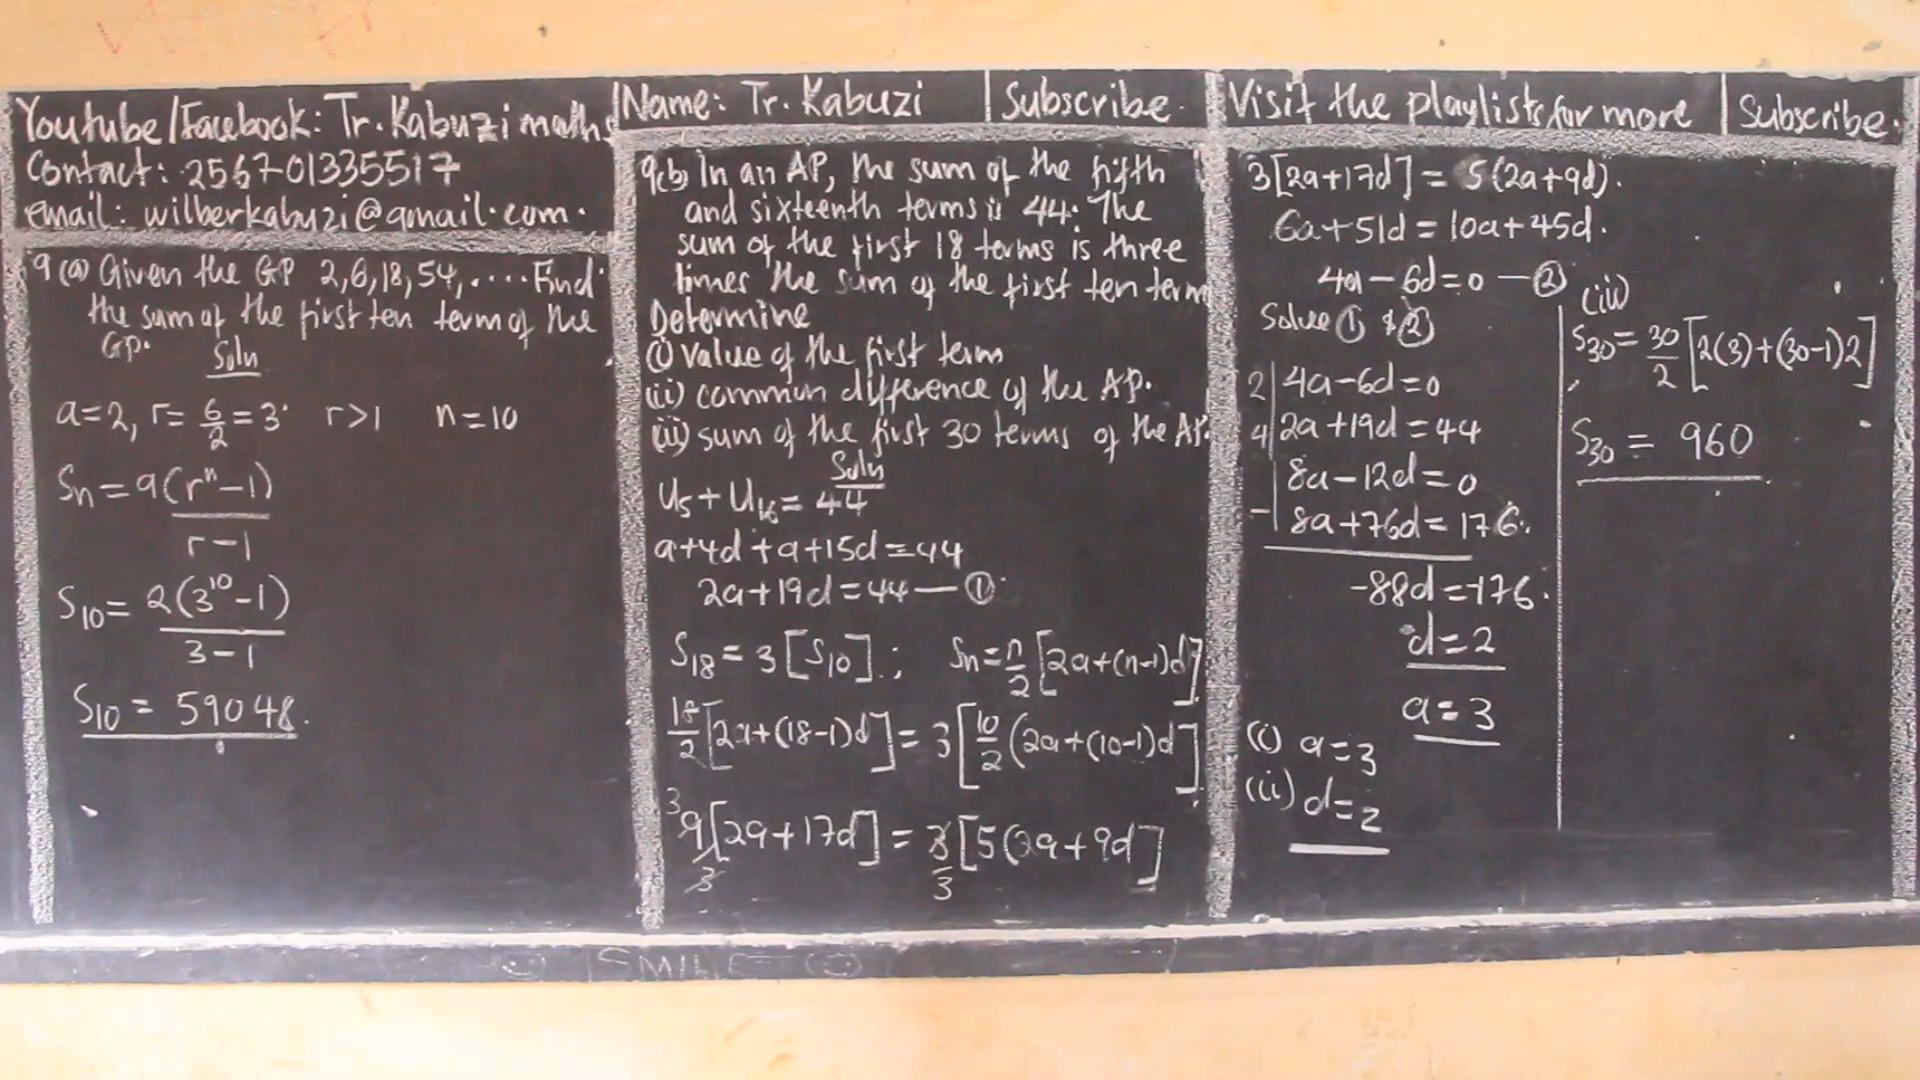 Youtube/Facebook: Tr. Kabuzi maths
Contact: 256701335517
email: wilberkabuzi@gmail.com.
9(a) Given the GP 2,6,18,54,.... Find
the sum of the first ten term of the
GP.
Soln
a=2, r= 6/2 = 3 r>1 n=10
Sn = a(rⁿ-1)
r-1
S₁₀ = 2(3¹⁰-1)
3-1
S₁₀ = 59048.
Name: Tr. Kabuzi | Subscribe.
9(b) In an AP, the sum of the fifth
and sixteenth terms is 44. The
sum of the first 18 terms is three
times the sum of the first ten term
Determine
(i) value of the first term
(ii) common difference of the AP.
(iii) sum of the first 30 terms of the AP.
Soln
U₅ + U₁₆ = 44
a+4d+a+15d=44
2a+19d=44 — ①
S₁₈ = 3[S₁₀]; Sn = n/2[2a+(n-1)d]
18/2[2a+(18-1)d] = 3[10/2(2a+(10-1)d]
3 9[2a+17d] = 3[5(2a+9d]
3 3
Visit the playlists for more | Subscribe.
3[2a+17d] = 5(2a+9d).
6a+51d = 10a+45d.
4a-6d=0 — ②
Solve ① & ②
2| 4a-6d=0
4| 2a+19d=44
8a-12d=0
-| 8a+76d=176.
-88d=-176.
d=2
a=3
(i) a=3
(ii) d=2
(iii)
S₃₀ = 30/2[2(3)+(30-1)2]
S₃₀ = 960
SMILE